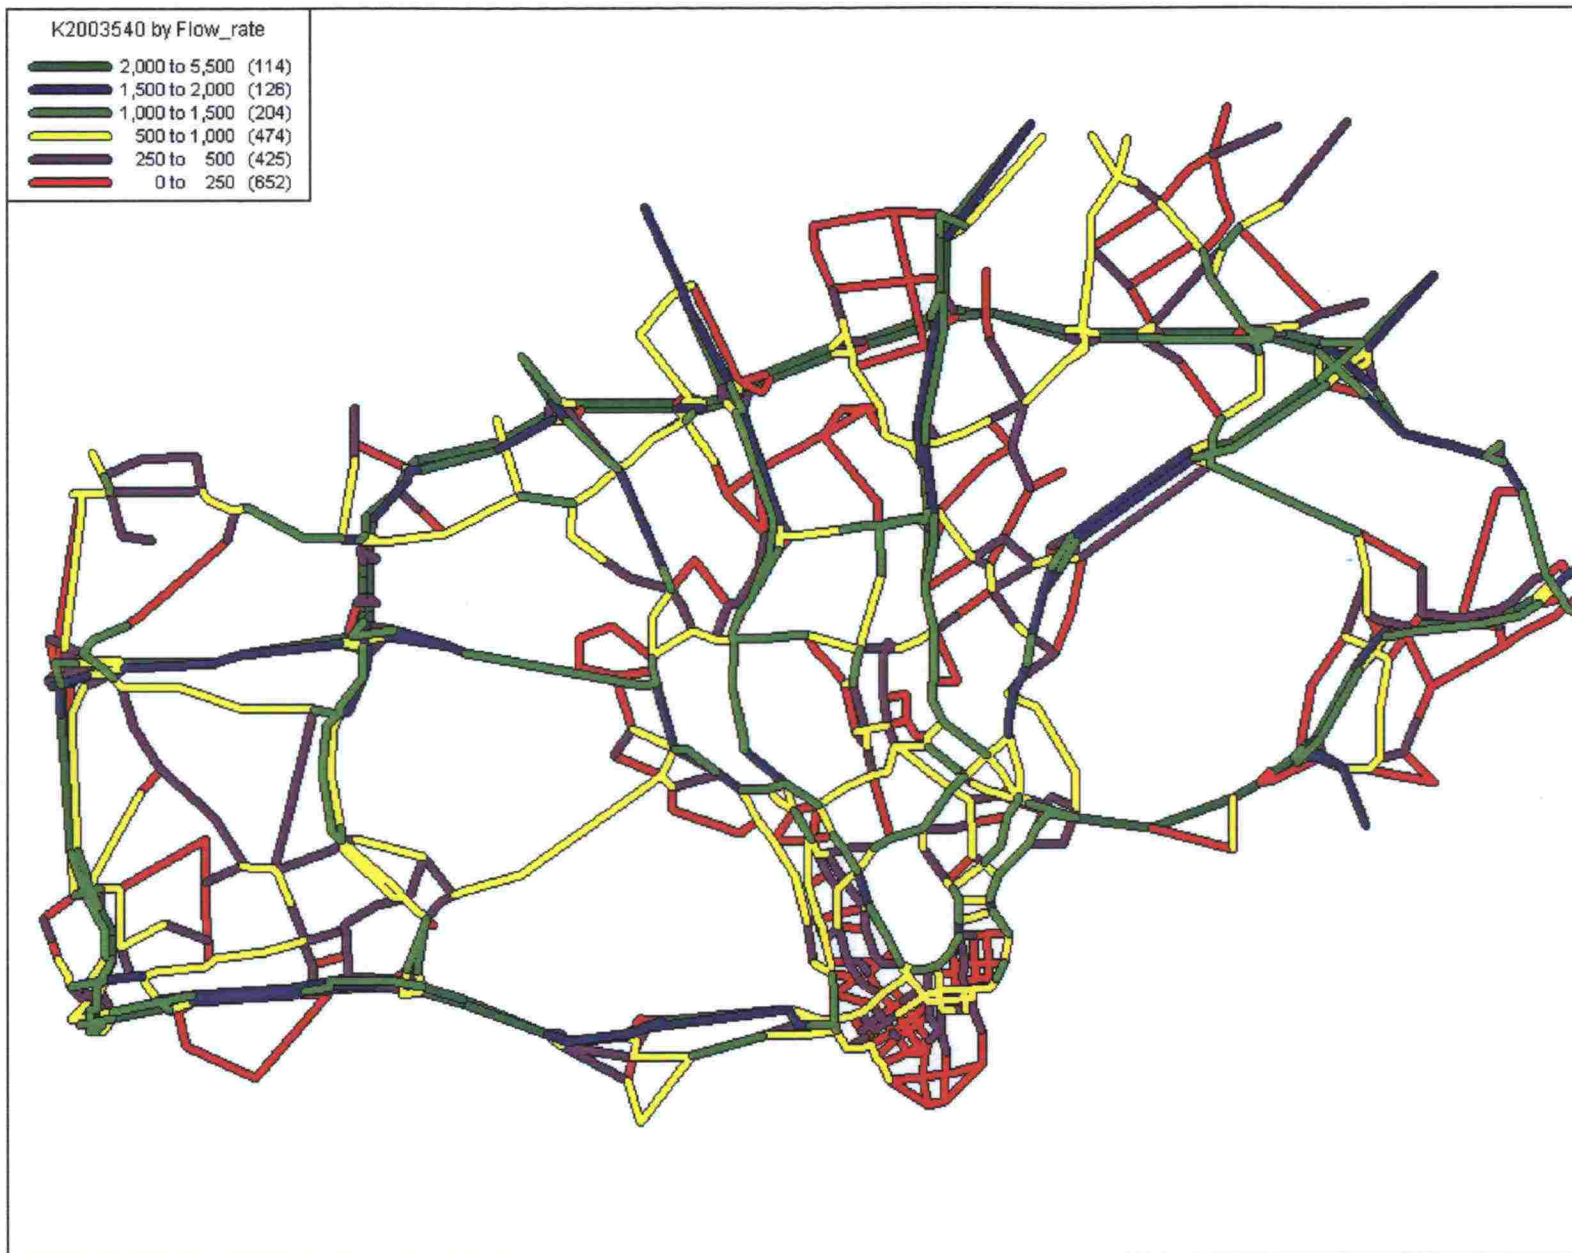 K2003540 by Flow_rate
2,000 to 5,500 (114)
1,500 to 2,000 (126)
1,000 to 1,500 (204)
500 to 1,000 (474)
250 to 500 (425)
0 to 250 (652)